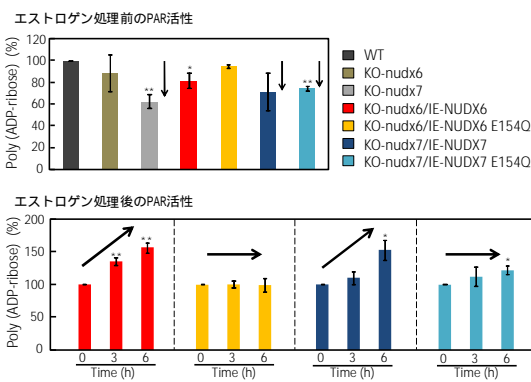 エストロゲン処理前のPAR活性
Poly (ADP-ribose) (%)
120
100
80
60
40
20
0
**
*
**
WT
KO-nudx6
KO-nudx7
KO-nudx6/IE-NUDX6
KO-nudx6/IE-NUDX6 E154Q
KO-nudx7/IE-NUDX7
KO-nudx7/IE-NUDX7 E154Q
エストロゲン処理後のPAR活性
Poly (ADP-ribose) (%)
200
150
100
50
0
**
**
*
*
0 3 6 0 3 6 0 3 6 0 3 6
Time (h) Time (h) Time (h) Time (h)